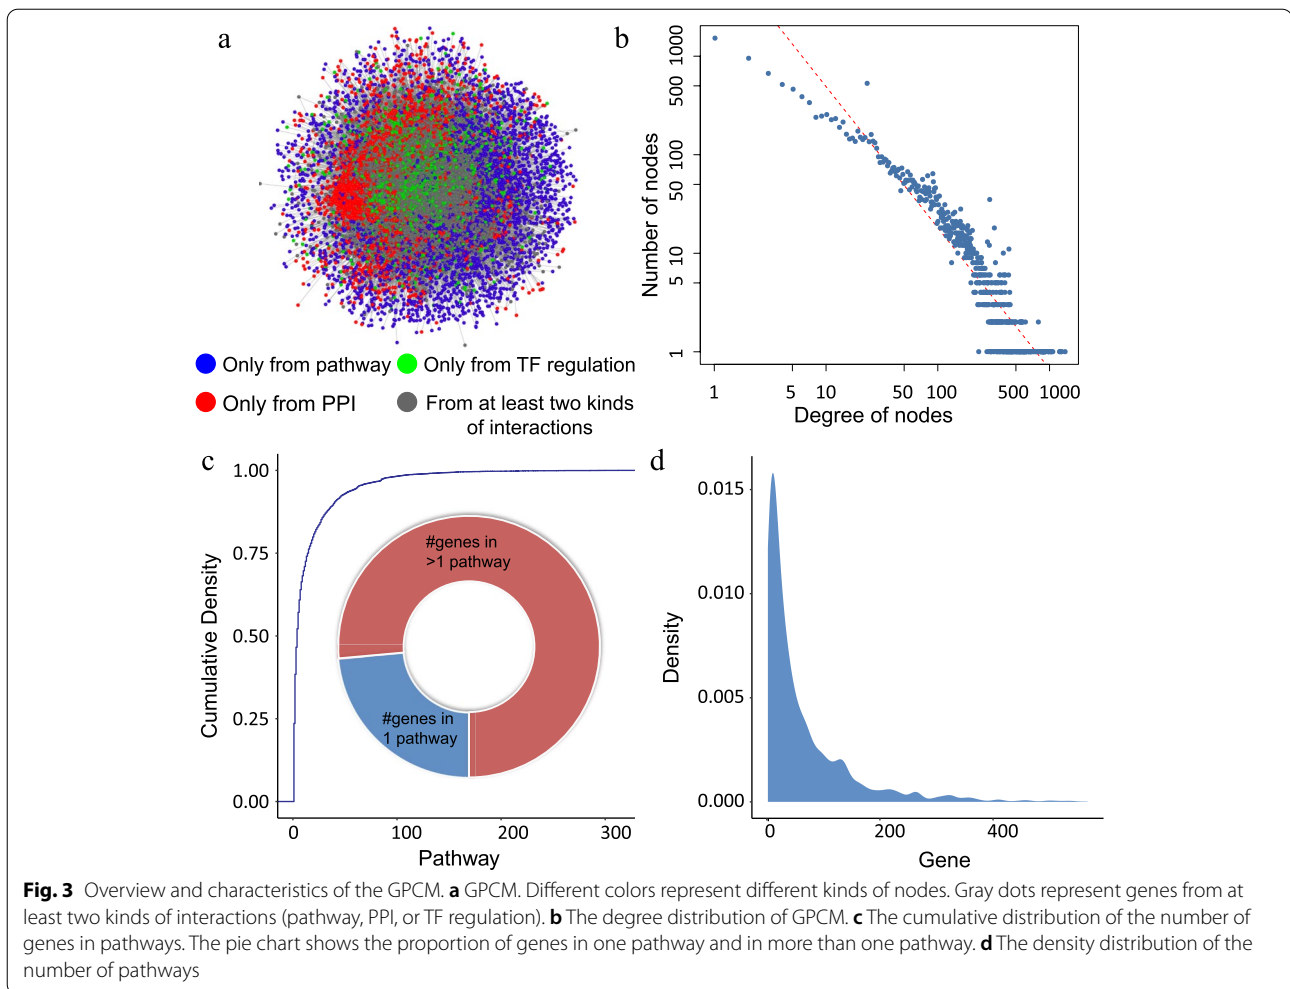 a
Only from pathway
Only from TF regulation
Only from PPI
From at least two kinds
of interactions
b
Number of nodes
1000
500
100
50
10
5
1
1 5 10 50 100 500 1000
Degree of nodes
c
Cumulative Density
1.00
0.75
0.50
0.25
0.00
#genes in
>1 pathway
#genes in
1 pathway
0 100 200 300
Pathway
d
Density
0.015
0.010
0.005
0.000
0 200 400
Gene
Fig. 3 Overview and characteristics of the GPCM. a GPCM. Different colors represent different kinds of nodes. Gray dots represent genes from at
least two kinds of interactions (pathway, PPI, or TF regulation). b The degree distribution of GPCM. c The cumulative distribution of the number of
genes in pathways. The pie chart shows the proportion of genes in one pathway and in more than one pathway. d The density distribution of the
number of pathways